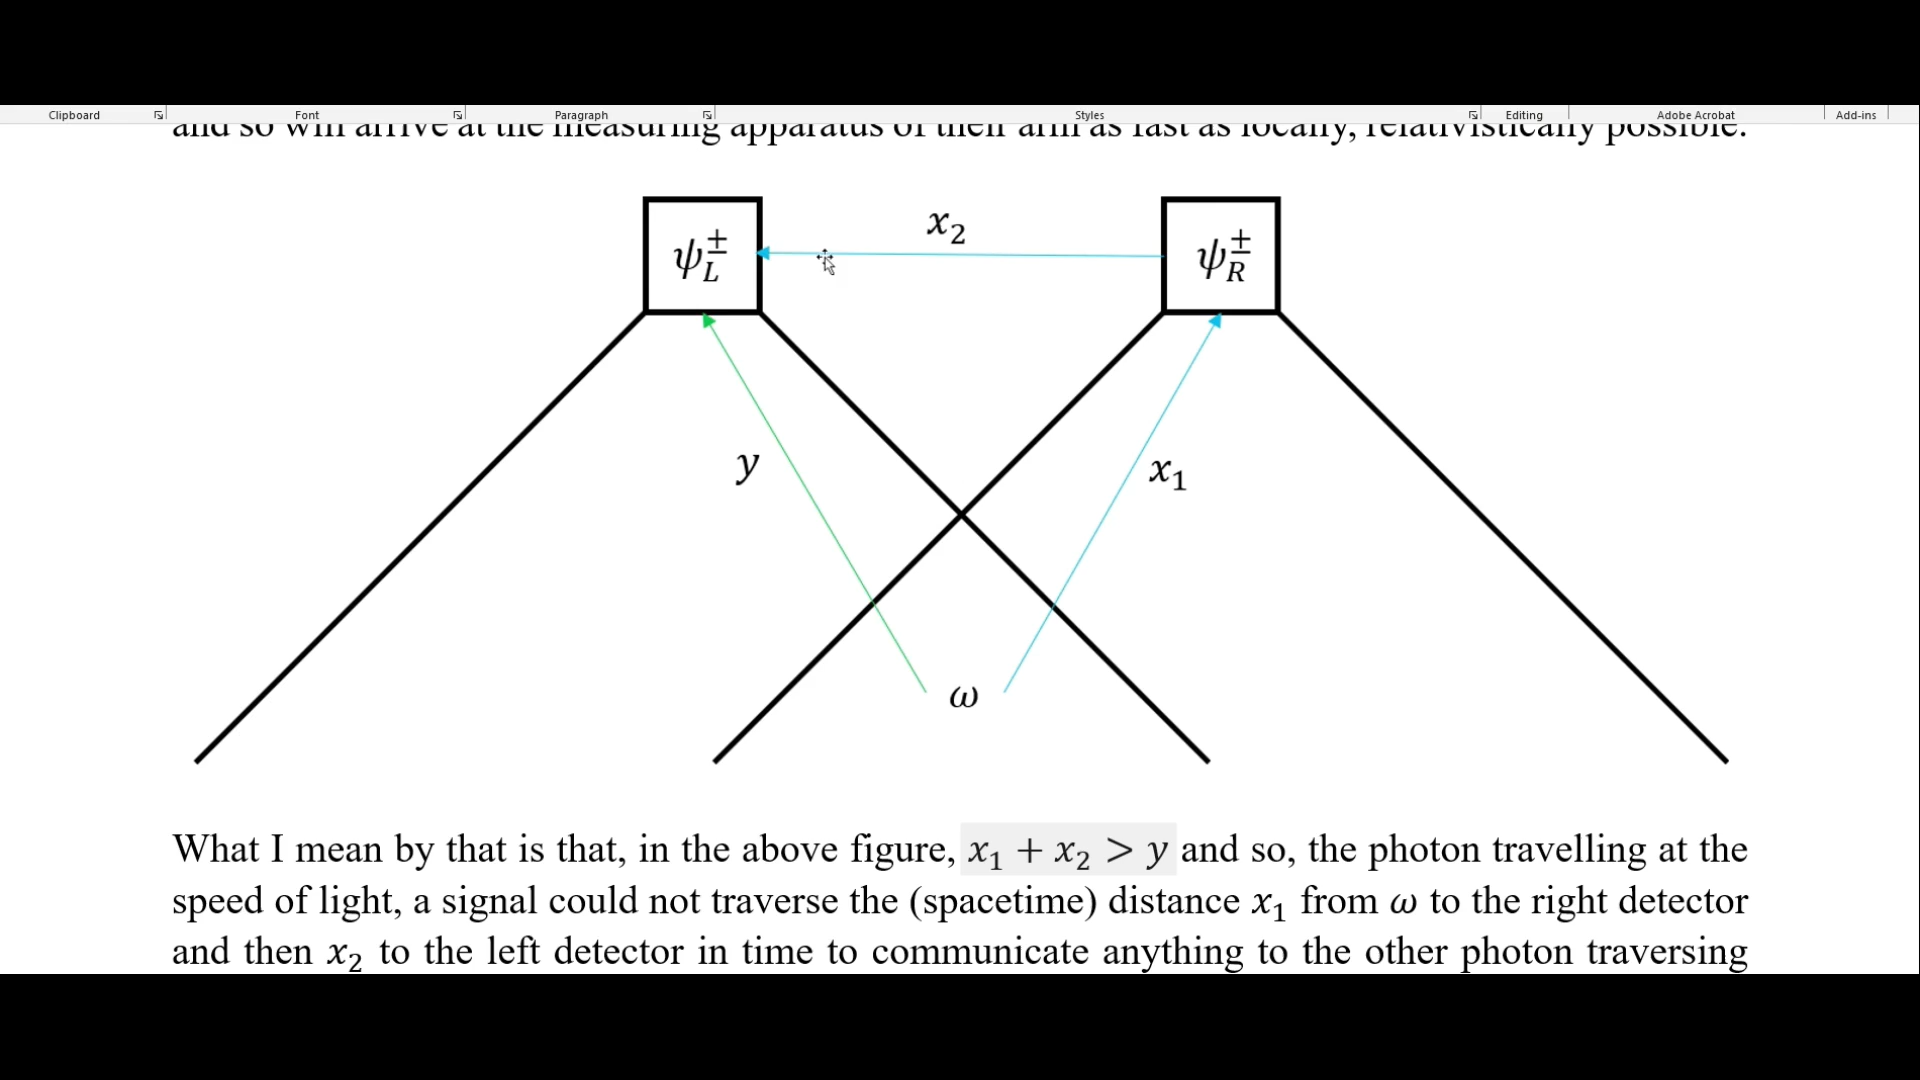 Clipboard Font Paragraph Styles Editing Adobe Acrobat Add-ins
and so will arrive at the measuring apparatus of their arm as fast as locally, relativistically possible.
x₂
ψ_L^± ψ_R^±
y x₁
ω
What I mean by that is that, in the above figure, x₁ + x₂ > y and so, the photon travelling at the
speed of light, a signal could not traverse the (spacetime) distance x₁ from ω to the right detector
and then x₂ to the left detector in time to communicate anything to the other photon traversing